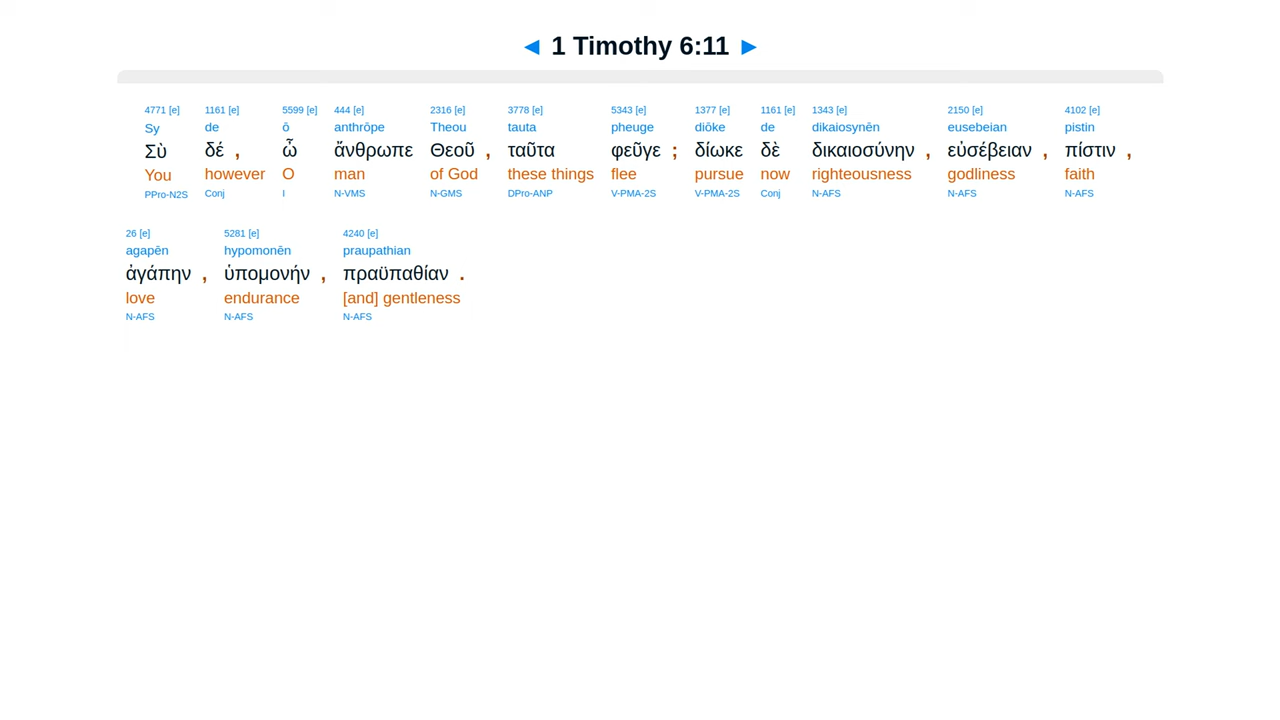 ◄ 1 Timothy 6:11 ►
4771 [e] 1161 [e] 5599 [e] 444 [e] 2316 [e] 3778 [e] 5343 [e] 1377 [e] 1161 [e] 1343 [e] 2150 [e] 4102 [e]
Sy de ō anthrōpe Theou tauta pheuge diōke de dikaiosynēn eusebeian pistin
Σὺ δέ , ὦ ἄνθρωπε Θεοῦ , ταῦτα φεῦγε ; δίωκε δὲ δικαιοσύνην , εὐσέβειαν , πίστιν ,
You however O man of God these things flee pursue now righteousness godliness faith
PPro-N2S Conj I N-VMS N-GMS DPro-ANP V-PMA-2S V-PMA-2S Conj N-AFS N-AFS N-AFS
26 [e] 5281 [e] 4240 [e]
agapēn hypomonēn praupathian
ἀγάπην , ὑπομονήν , πραϋπαθίαν .
love endurance [and] gentleness
N-AFS N-AFS N-AFS